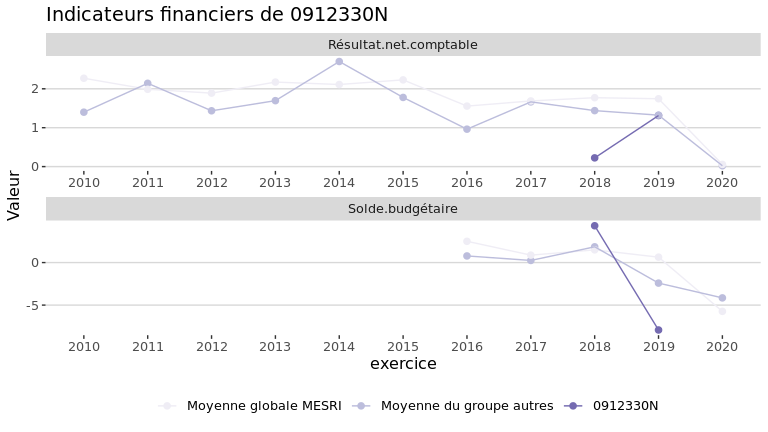 Indicateurs financiers de 0912330N
Résultat.net.comptable
2
1
0
2010 2011 2012 2013 2014 2015 2016 2017 2018 2019 2020
Valeur
Solde.budgétaire
0
-5
2010 2011 2012 2013 2014 2015 2016 2017 2018 2019 2020
exercice
Moyenne globale MESRI Moyenne du groupe autres 0912330N